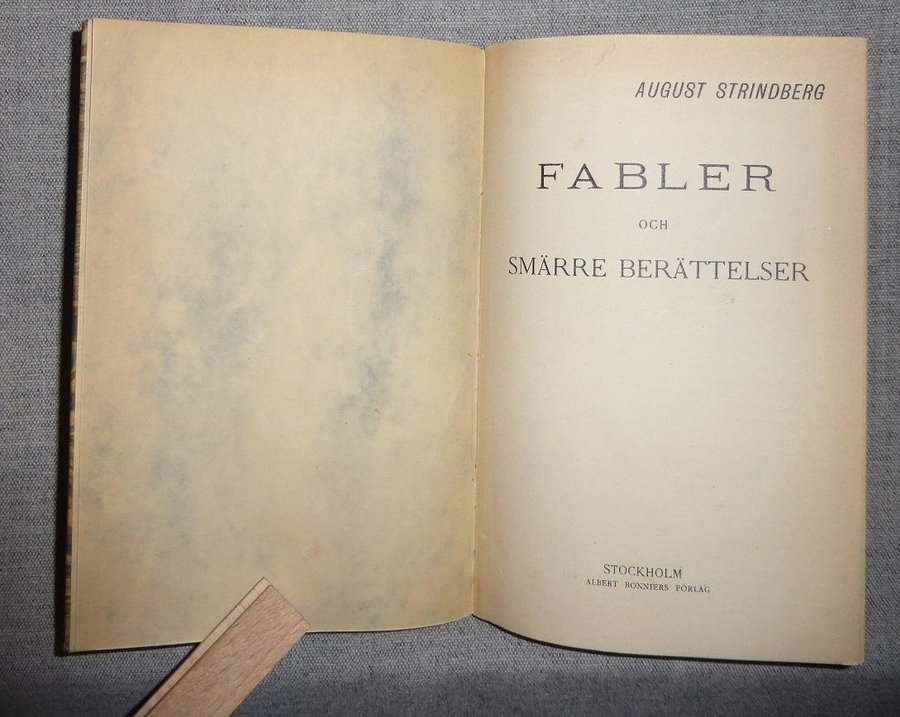 AUGUST STRINDBERG
FABLER
OCH
SMÄRRE BERÄTTELSER
STOCKHOLM
ALBERT BONNIERS FÖRLAG